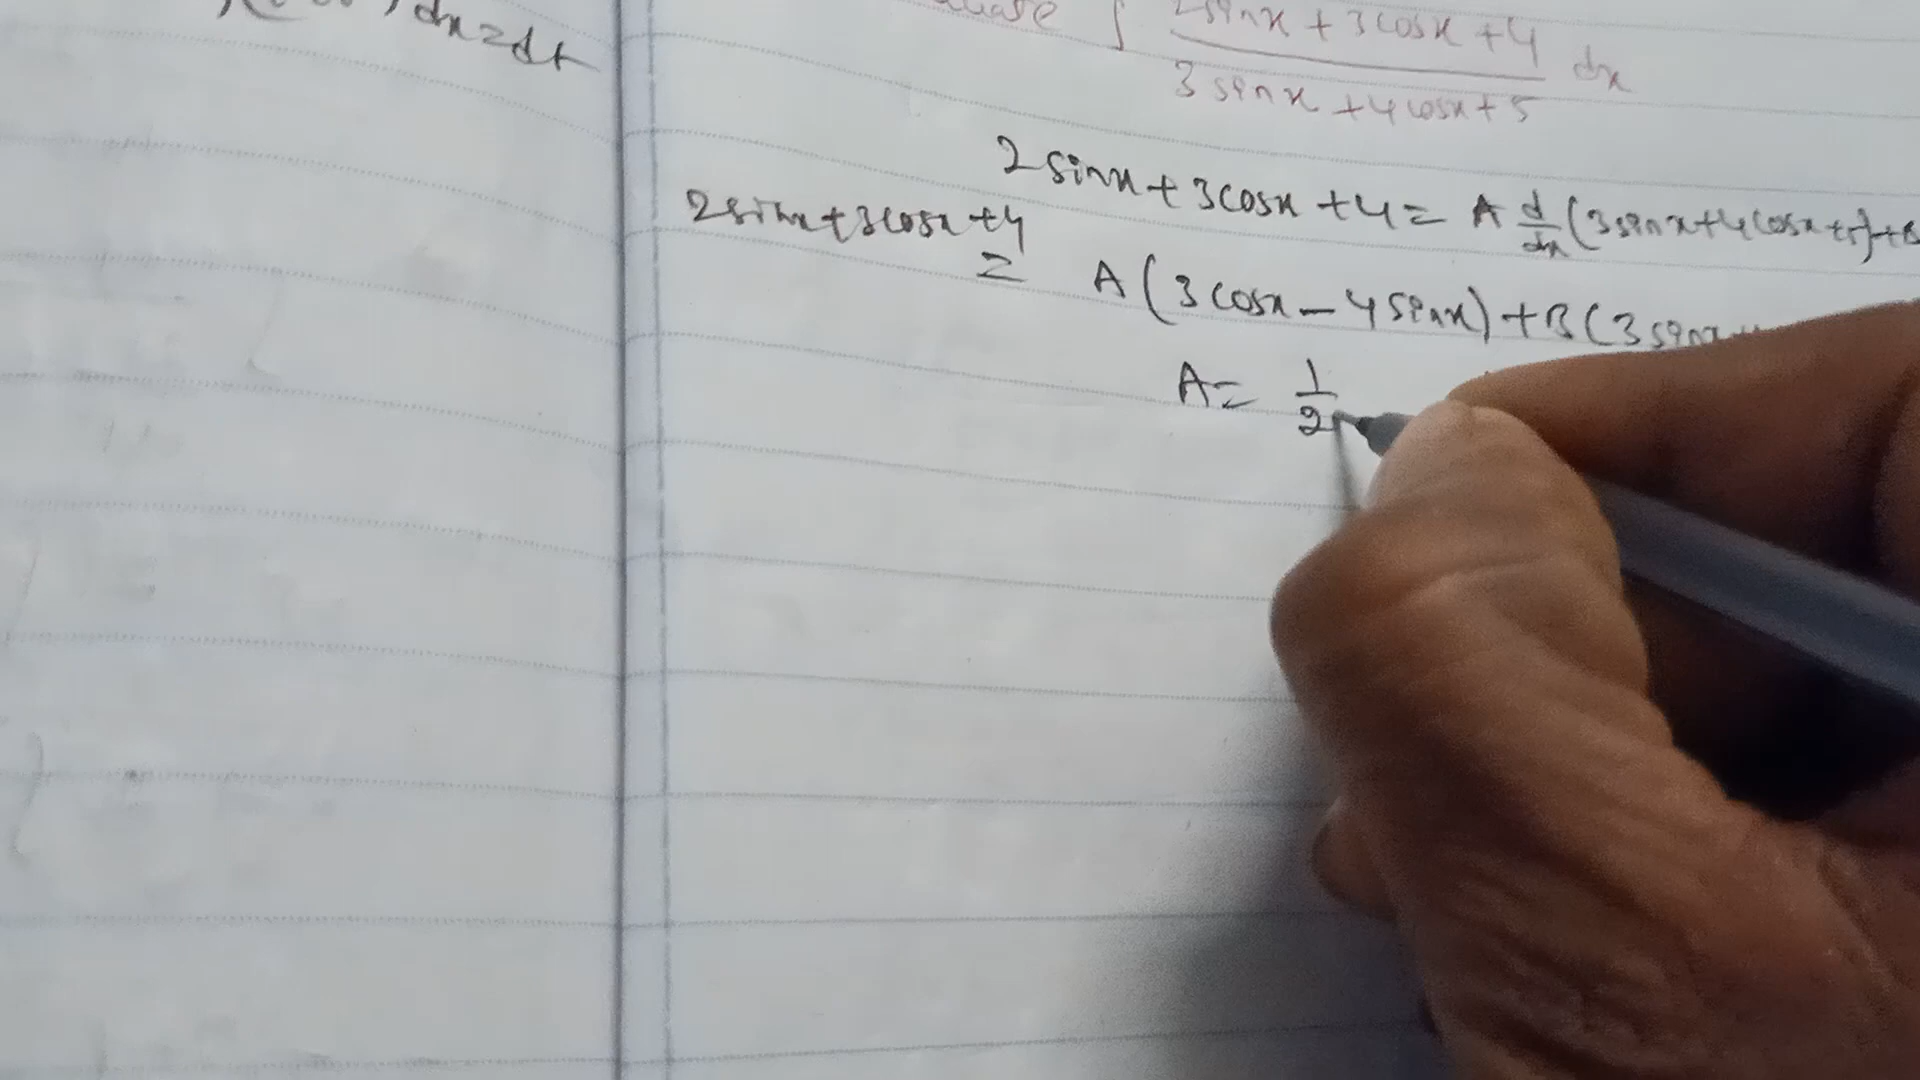 dx=dt
∫ 2sinx + 3cosx + 4 / 3sinx + 4cosx + 5 dx
2sinx + 3cosx + 4 = A d/dx (3sinx+4cosx+5)+B
2sinx+3cosx+4
= A(3cosx - 4sinx) + B(3sinx+
A = 1/2